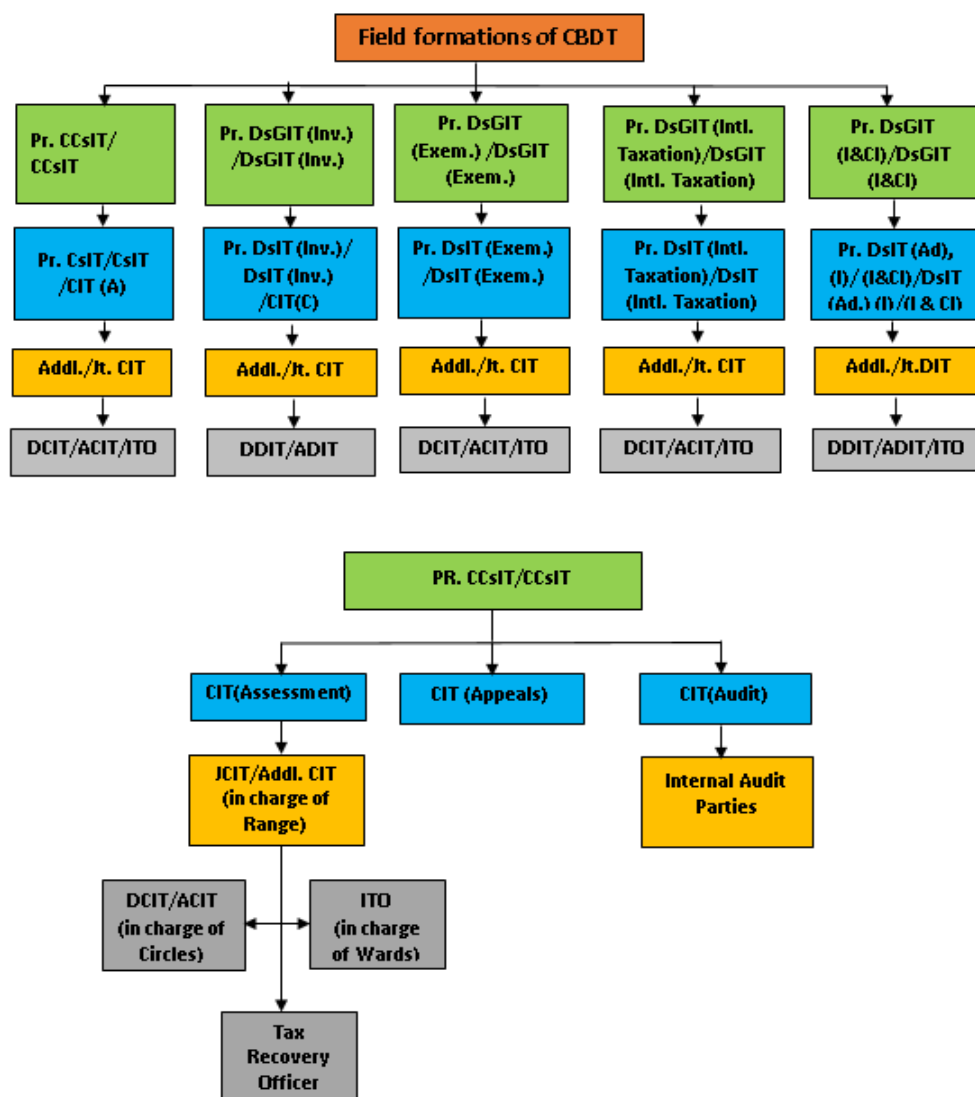 Field formations of CBDT
Pr. CCsIT/
CCsIT
Pr. DsGIT (Inv.)
/DsGIT (Inv.)
Pr. DsGIT
(Exem.) /DsGIT
(Exem.)
Pr. DsGIT (Intl.
Taxation)/DsGIT
(Intl. Taxation)
Pr. DsGIT
(I&CI)/DsGIT
(I&CI)
Pr. CsIT/CsIT
/CIT (A)
Pr. DsIT (Inv.)/
DsIT (Inv.)
/CIT(C)
Pr. DsIT (Exem.)
/DsIT (Exem.)
Pr. DsIT (Intl.
Taxation)/DsIT
(Intl. Taxation)
Pr. DsIT (Ad),
(I)/ (I&CI)/DsIT
(Ad.) (I)/(I & CI)
Addl./Jt. CIT
Addl./Jt. CIT
Addl./Jt. CIT
Addl./Jt. CIT
Addl./Jt.DIT
DCIT/ACIT/ITO
DDIT/ADIT
DCIT/ACIT/ITO
DCIT/ACIT/ITO
DDIT/ADIT/ITO
PR. CCsIT/CCsIT
CIT(Assessment)
CIT (Appeals)
CIT(Audit)
JCIT/Addl. CIT
(in charge of
Range)
Internal Audit
Parties
DCIT/ACIT
(in charge of
Circles)
ITO
(in charge
of Wards)
Tax
Recovery
Officer